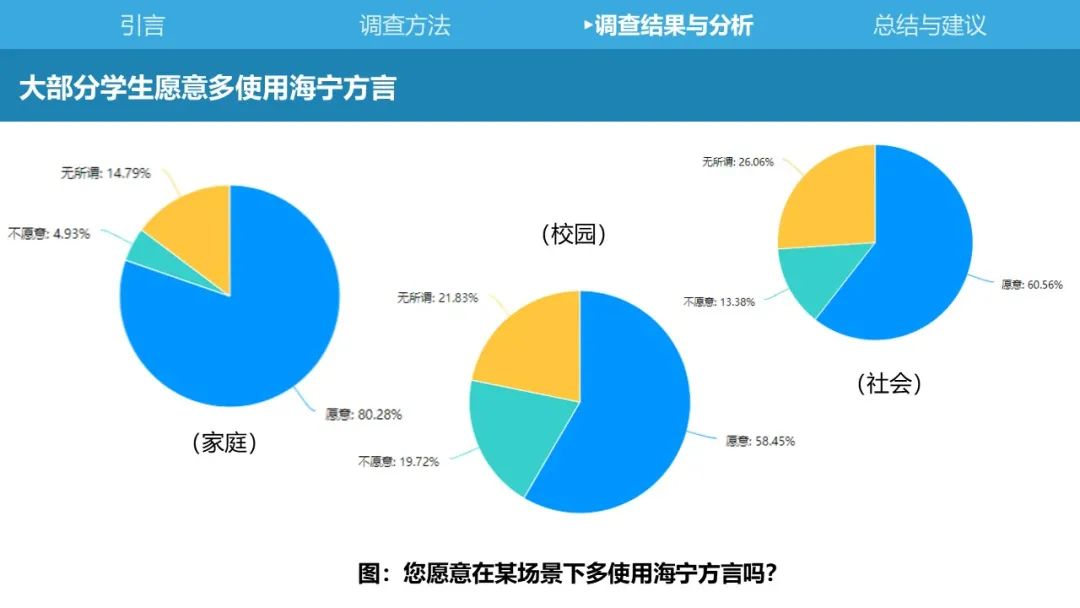 引言
调查方法
▸调查结果与分析
总结与建议
大部分学生愿意多使用海宁方言
无所谓: 14.79%
不愿意: 4.93%
愿意: 80.28%
（家庭）
（校园）
无所谓: 21.83%
不愿意: 19.72%
愿意: 58.45%
无所谓: 26.06%
不愿意: 13.38%
愿意: 60.56%
（社会）
图：您愿意在某场景下多使用海宁方言吗？